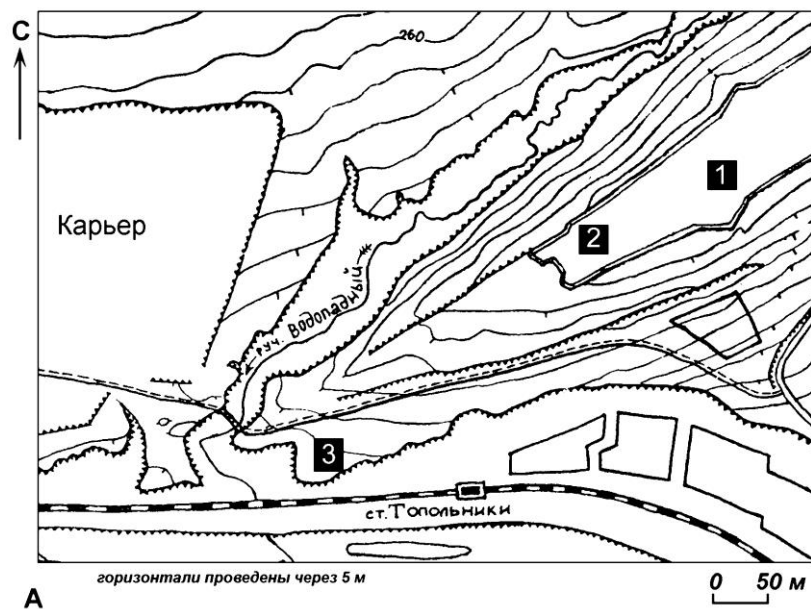 С
260
1
2
Карьер
руч. Водопадный
3
ст. Топольники
А
горизонтали проведены через 5 м
0 50 м